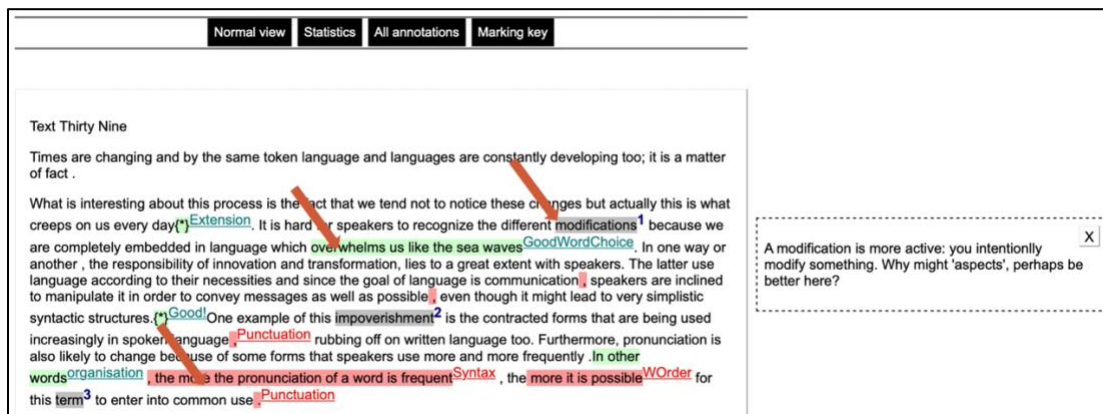 Normal view Statistics All annotations Marking key
Text Thirty Nine
Times are changing and by the same token language and languages are constantly developing too; it is a matter
of fact .
What is interesting about this process is the fact that we tend not to notice these changes but actually this is what
creeps on us every day{*}Extension. It is hard for speakers to recognize the different modifications1 because we
are completely embedded in language which overwhelms us like the sea wavesGoodWordChoice. In one way or
another , the responsibility of innovation and transformation, lies to a great extent with speakers. The latter use
language according to their necessities and since the goal of language is communication , speakers are inclined
to manipulate it in order to convey messages as well as possible , even though it might lead to very simplistic
syntactic structures.{*}Good!One example of this impoverishment2 is the contracted forms that are being used
increasingly in spoken language ,Punctuation rubbing off on written language too. Furthermore, pronunciation is
also likely to change because of some forms that speakers use more and more frequently .In other
wordsorganisation , the more the pronunciation of a word is frequentSyntax , the more it is possibleWOrder for
this term3 to enter into common use .Punctuation
X
A modification is more active: you intentionlly
modify something. Why might 'aspects', perhaps be
better here?